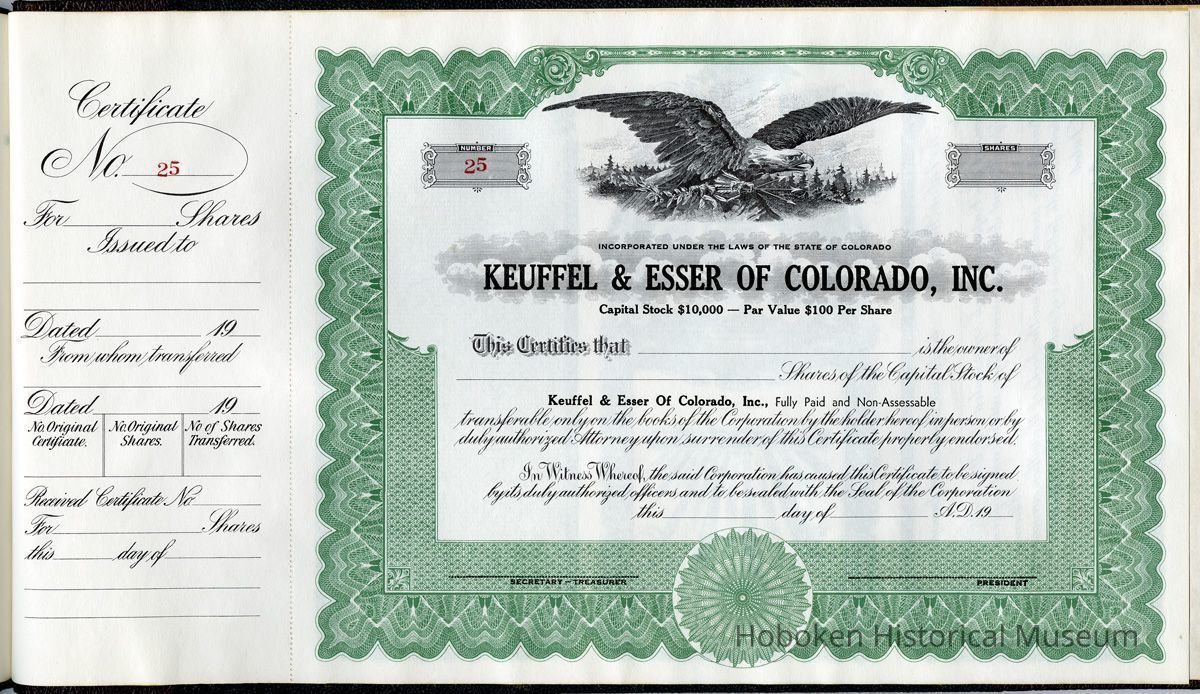 Certificate
No. 25
For Shares
Issued to
Dated 19
From whom transferred
Dated 19
No. Original Certificate.
No. Original Shares.
No of Shares Transferred.
Received Certificate No.
For Shares
this day of
NUMBER
25
SHARES
INCORPORATED UNDER THE LAWS OF THE STATE OF COLORADO
KEUFFEL & ESSER OF COLORADO, INC.
Capital Stock $10,000 — Par Value $100 Per Share
This Certifies that is the owner of
Shares of the Capital Stock of
Keuffel & Esser Of Colorado, Inc., Fully Paid and Non-Assessable
transferable only on the books of the Corporation by the holder hereof in person or by
duly authorized Attorney upon surrender of this Certificate properly endorsed.
In Witness Whereof, the said Corporation has caused this Certificate to be signed
by its duly authorized officers and to be sealed with the Seal of the Corporation
this day of A.D. 19
SECRETARY - TREASURER
PRESIDENT
Hoboken Historical Museum